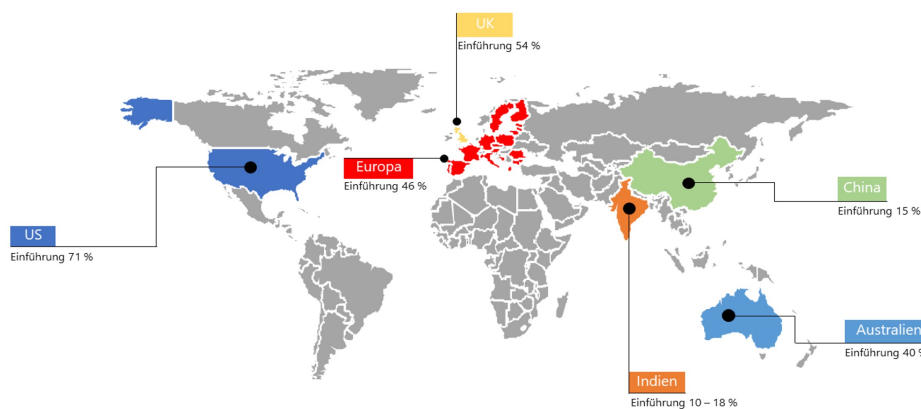 UK
Einführung 54 %
Europa
Einführung 46 %
China
Einführung 15 %
US
Einführung 71 %
Australien
Einführung 40 %
Indien
Einführung 10 – 18 %